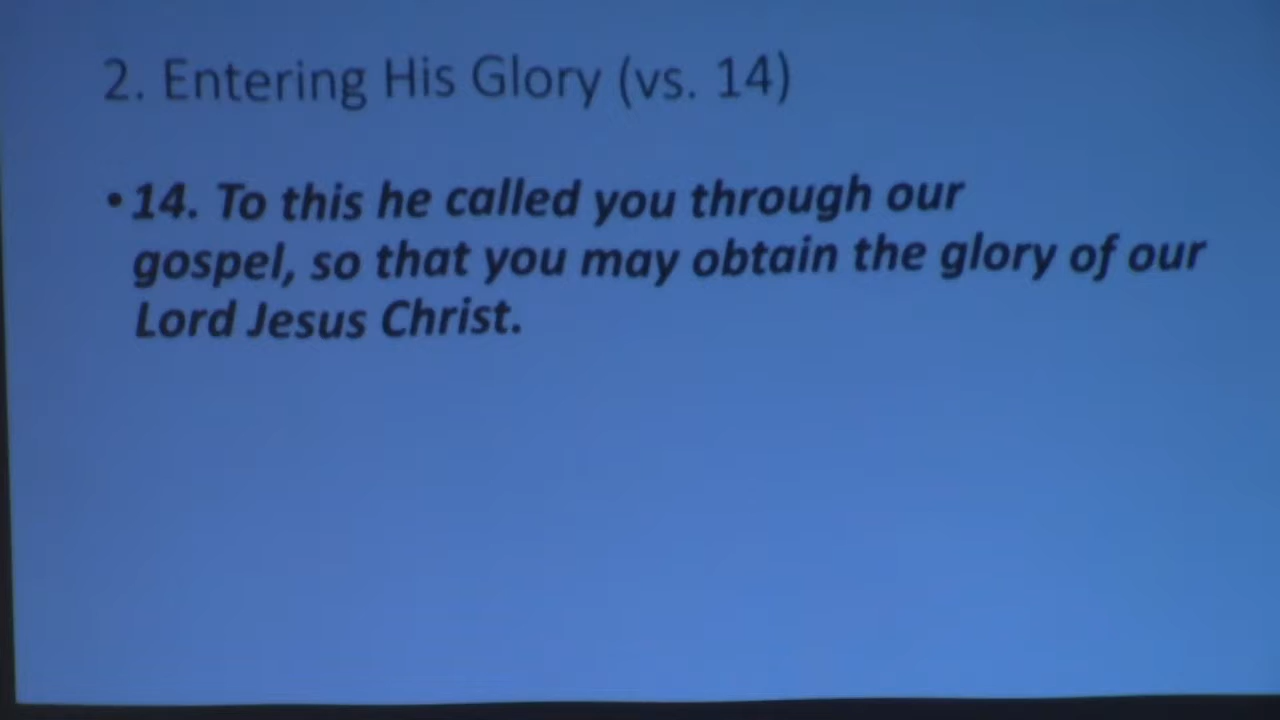 2. Entering His Glory (vs. 14)
• 14. To this he called you through our
gospel, so that you may obtain the glory of our
Lord Jesus Christ.